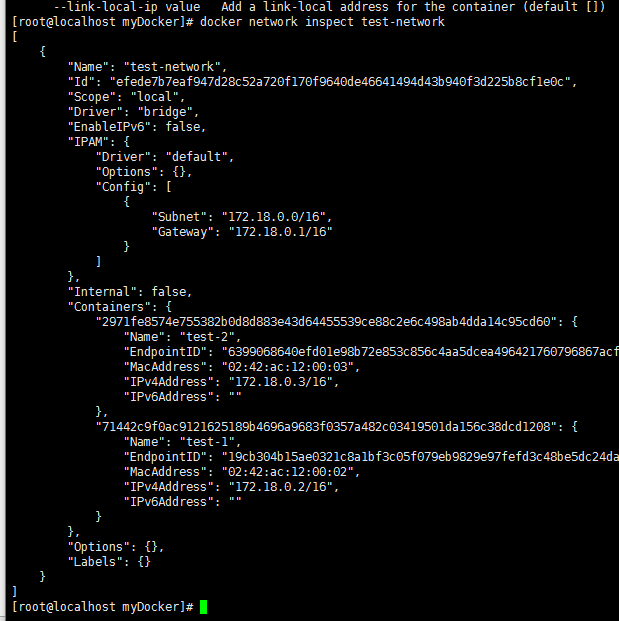 --link-local-ip value   Add a link-local address for the container (default [])
[root@localhost myDocker]# docker network inspect test-network
[
    {
        "Name": "test-network",
        "Id": "efede7b7eaf947d28c52a720f170f9640de46641494d43b940f3d225b8cf1e0c",
        "Scope": "local",
        "Driver": "bridge",
        "EnableIPv6": false,
        "IPAM": {
            "Driver": "default",
            "Options": {},
            "Config": [
                {
                    "Subnet": "172.18.0.0/16",
                    "Gateway": "172.18.0.1/16"
                }
            ]
        },
        "Internal": false,
        "Containers": {
            "2971fe8574e755382b0d8d883e43d64455539ce88c2e6c498ab4dda14c95cd60": {
                "Name": "test-2",
                "EndpointID": "6399068640efd01e98b72e853c856c4aa5dcea496421760796867acf
                "MacAddress": "02:42:ac:12:00:03",
                "IPv4Address": "172.18.0.3/16",
                "IPv6Address": ""
            },
            "71442c9f0ac9121625189b4696a9683f0357a482c03419501da156c38dcd1208": {
                "Name": "test-1",
                "EndpointID": "19cb304b15ae0321c8a1bf3c05f079eb9829e97fefd3c48be5dc24da
                "MacAddress": "02:42:ac:12:00:02",
                "IPv4Address": "172.18.0.2/16",
                "IPv6Address": ""
            }
        },
        "Options": {},
        "Labels": {}
    }
]
[root@localhost myDocker]#